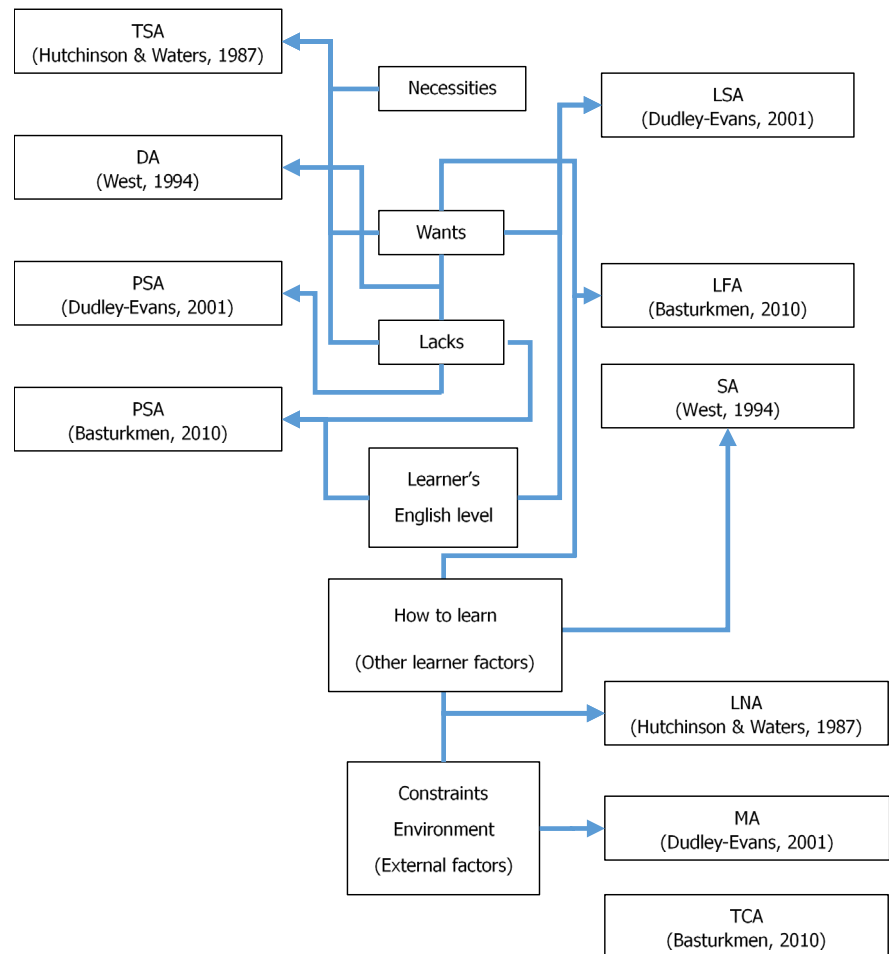 TSA
(Hutchinson & Waters, 1987)
Necessities
LSA
(Dudley-Evans, 2001)
DA
(West, 1994)
Wants
PSA
(Dudley-Evans, 2001)
LFA
(Basturkmen, 2010)
Lacks
SA
(West, 1994)
PSA
(Basturkmen, 2010)
Learner’s
English level
How to learn
(Other learner factors)
LNA
(Hutchinson & Waters, 1987)
Constraints
Environment
(External factors)
MA
(Dudley-Evans, 2001)
TCA
(Basturkmen, 2010)